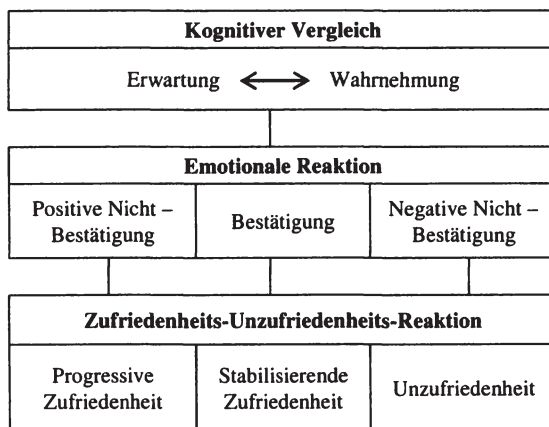 Kognitiver Vergleich
Erwartung Wahrnehmung
Emotionale Reaktion
Positive Nicht –
Bestätigung
Bestätigung
Negative Nicht –
Bestätigung
Zufriedenheits-Unzufriedenheits-Reaktion
Progressive
Zufriedenheit
Stabilisierende
Zufriedenheit
Unzufriedenheit